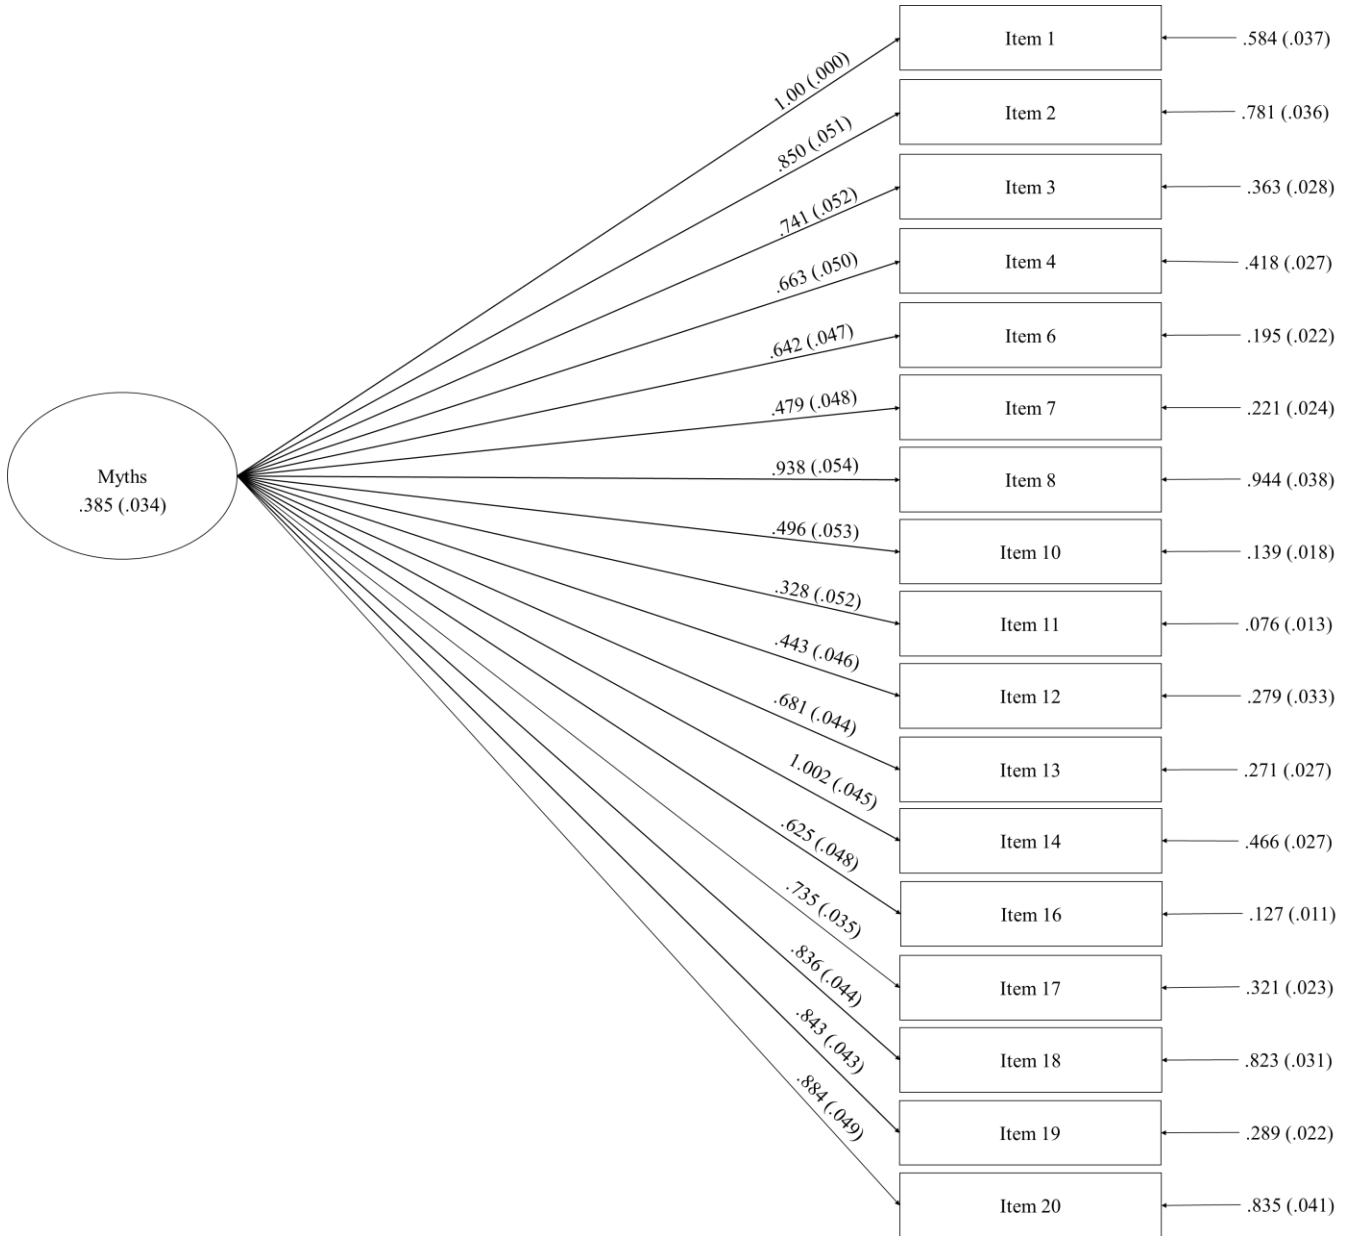 Item 1
.584 (.037)
1.00 (.000)
Item 2
.781 (.036)
.850 (.051)
Item 3
.363 (.028)
.741 (.052)
Item 4
.418 (.027)
.663 (.050)
Item 6
.195 (.022)
.642 (.047)
Item 7
.221 (.024)
.479 (.048)
Myths
.385 (.034)
Item 8
.944 (.038)
.938 (.054)
Item 10
.139 (.018)
.496 (.053)
Item 11
.076 (.013)
.328 (.052)
Item 12
.279 (.033)
.443 (.046)
Item 13
.271 (.027)
.681 (.044)
Item 14
.466 (.027)
1.002 (.045)
Item 16
.127 (.011)
.625 (.048)
Item 17
.321 (.023)
.735 (.035)
Item 18
.823 (.031)
.836 (.044)
Item 19
.289 (.022)
.843 (.043)
Item 20
.835 (.041)
.884 (.049)